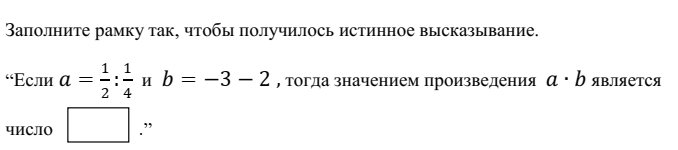 Заполните рамку так, чтобы получилось истинное высказывание.
“Если a = 1/2 : 1/4 и b = −3 − 2 , тогда значением произведения a · b является
число .”